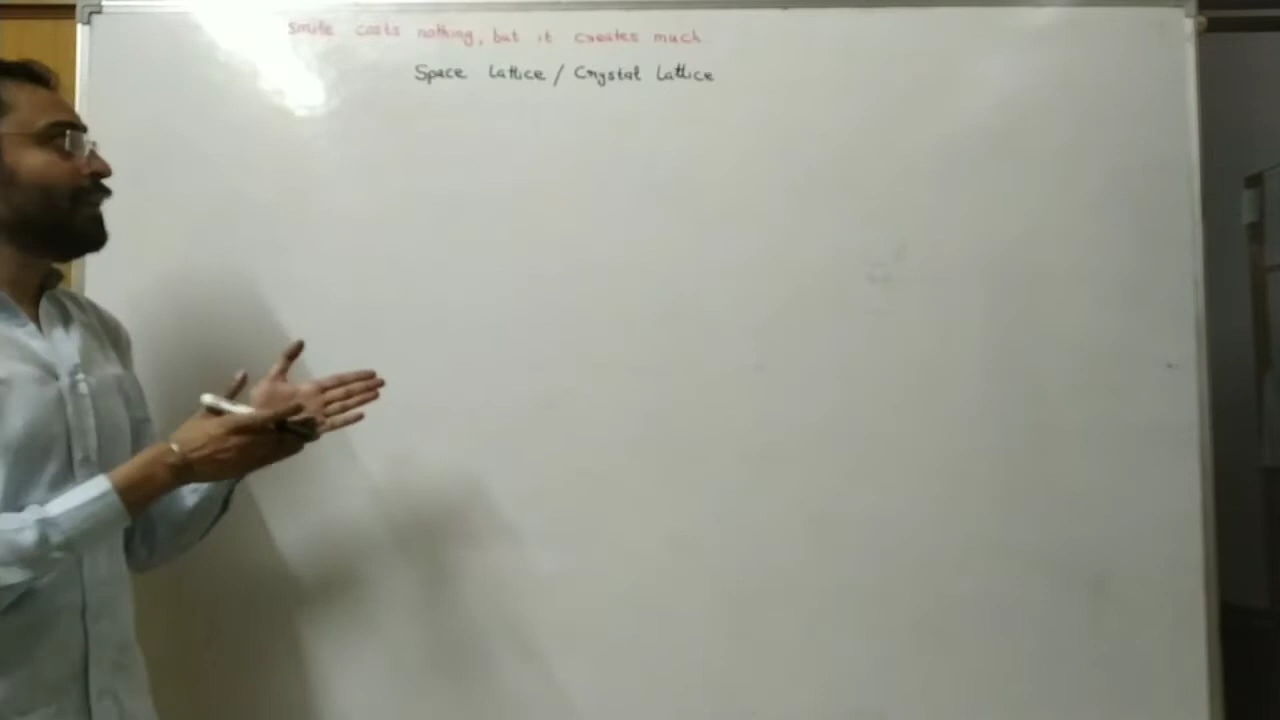 Smile costs nothing, but it creates much
Space Lattice / Crystal Lattice